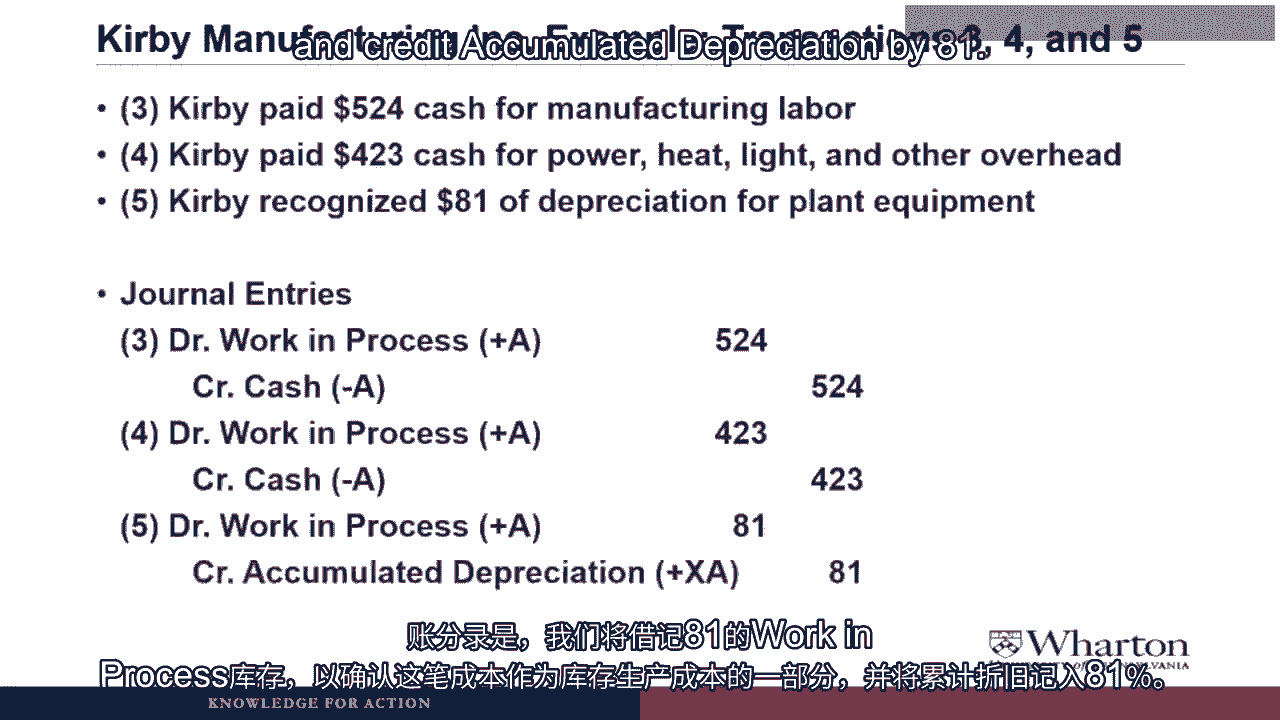 Kirby Manufacturing Inc. Example: Transactions 3, 4, and 5
and credit Accumulated Depreciation by 81.
• (3) Kirby paid $524 cash for manufacturing labor
• (4) Kirby paid $423 cash for power, heat, light, and other overhead
• (5) Kirby recognized $81 of depreciation for plant equipment
• Journal Entries
(3) Dr. Work in Process (+A) 524
Cr. Cash (-A) 524
(4) Dr. Work in Process (+A) 423
Cr. Cash (-A) 423
(5) Dr. Work in Process (+A) 81
Cr. Accumulated Depreciation (+XA) 81
账分录是，我们将借记81的Work in
Process库存，以确认这笔成本作为库存生产成本的一部分，并将累计折旧记入81%。
Wharton
KNOWLEDGE FOR ACTION